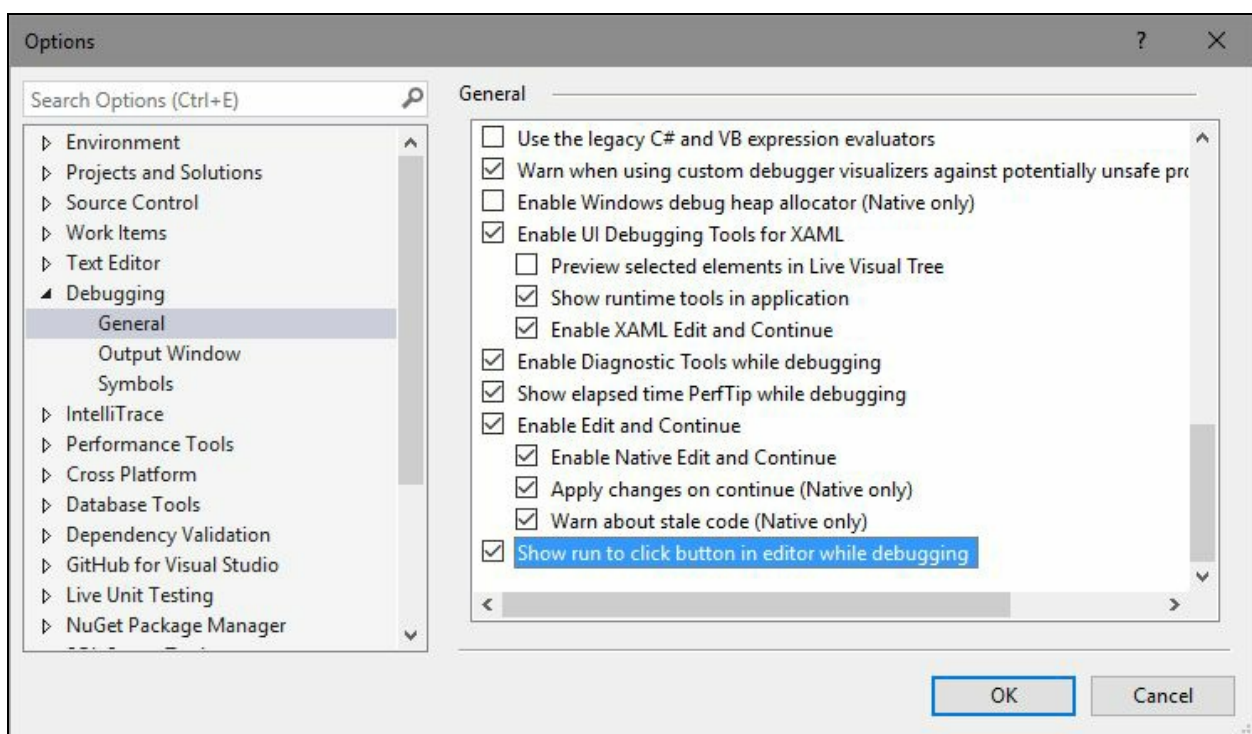 Options
?
Search Options (Ctrl+E)
Environment
Projects and Solutions
Source Control
Work Items
Text Editor
Debugging
General
Output Window
Symbols
IntelliTrace
Performance Tools
Cross Platform
Database Tools
Dependency Validation
GitHub for Visual Studio
Live Unit Testing
NuGet Package Manager
General
Use the legacy C# and VB expression evaluators
Warn when using custom debugger visualizers against potentially unsafe
Enable Windows debug heap allocator (Native only)
Enable UI Debugging Tools for XAML
Preview selected elements in Live Visual Tree
Show runtime tools in application
Enable XAML Edit and Continue
Enable Diagnostic Tools while debugging
Show elapsed time PerfTip while debugging
Enable Edit and Continue
Enable Native Edit and Continue
Apply changes on continue (Native only)
Warn about stale code (Native only)
Show run to click button in editor while debugging
OK
Cancel